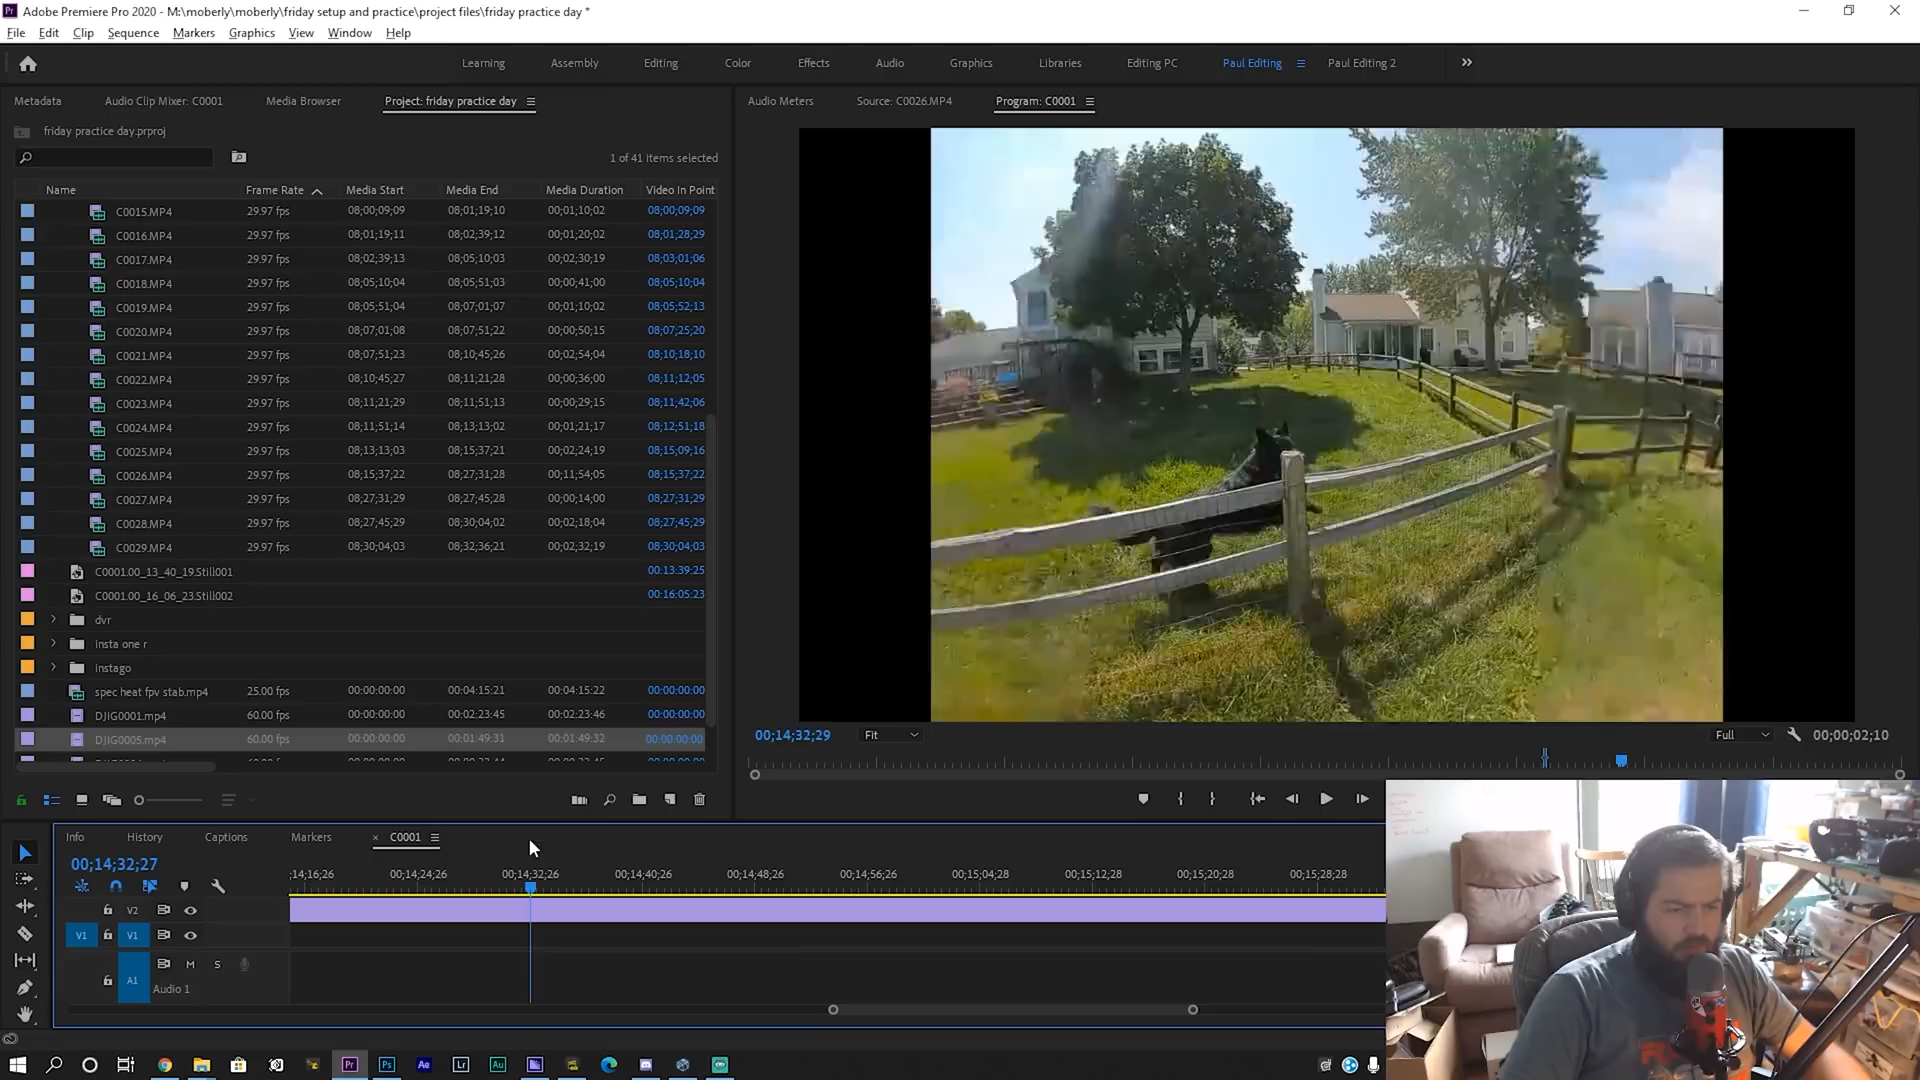 Adobe Premiere Pro 2020 - M:\moberly\moberly\friday setup and practice\project files\friday practice day *
File Edit Clip Sequence Markers Graphics View Window Help
Learning Assembly Editing Color Effects Audio Graphics Libraries Editing PC Paul Editing Paul Editing 2
Metadata Audio Clip Mixer: C0001 Media Browser Project: friday practice day
Audio Meters Source: C0026.MP4 Program: C0001
friday practice day.prproj
1 of 41 items selected
Name Frame Rate Media Start Media End Media Duration Video In Point
C0015.MP4 29.97 fps 08;00;09;09 08;01;19;10 00;01;10;02 08;00;09;09
C0016.MP4 29.97 fps 08;01;19;11 08;02;39;12 00;01;20;02 08;01;28;29
C0017.MP4 29.97 fps 08;02;39;13 08;05;10;03 00;02;30;19 08;03;01;06
C0018.MP4 29.97 fps 08;05;10;04 08;05;51;03 00;00;41;00 08;05;10;04
C0019.MP4 29.97 fps 08;05;51;04 08;07;01;07 00;01;10;02 08;05;52;13
C0020.MP4 29.97 fps 08;07;01;08 08;07;51;22 00;00;50;15 08;07;25;20
C0021.MP4 29.97 fps 08;07;51;23 08;10;45;26 00;02;54;04 08;10;18;10
C0022.MP4 29.97 fps 08;10;45;27 08;11;21;28 00;00;36;00 08;11;12;05
C0023.MP4 29.97 fps 08;11;21;29 08;11;51;13 00;00;29;15 08;11;42;06
C0024.MP4 29.97 fps 08;11;51;14 08;13;13;02 00;01;21;17 08;12;51;18
C0025.MP4 29.97 fps 08;13;13;03 08;15;37;21 00;02;24;19 08;15;09;16
C0026.MP4 29.97 fps 08;15;37;22 08;27;31;28 00;11;54;05 08;15;37;22
C0027.MP4 29.97 fps 08;27;31;29 08;27;45;28 00;00;14;00 08;27;31;29
C0028.MP4 29.97 fps 08;27;45;29 08;30;04;02 00;02;18;04 08;27;45;29
C0029.MP4 29.97 fps 08;30;04;03 08;32;36;21 00;02;32;19 08;30;04;03
C0001.00_13_40_19.Still001 00:13:39:25
C0001.00_16_06_23.Still002 00:16:05:23
dvr
insta one r
instago
spec heat fpv stab.mp4 25.00 fps 00:00:00:00 00:04:15:21 00:04:15:22 00:00:00:00
DJIG0001.mp4 60.00 fps 00:00:00:00 00:02:23:45 00:02:23:46 00:00:00:00
DJIG0005.mp4 60.00 fps 00:00:00:00 00:01:49:31 00:01:49:32 00:00:00:00
00;14;32;29 Fit Full 00;00;02;10
Info History Captions Markers × C0001
00;14;32;27
;14;16;26 00;14;24;26 00;14;32;26 00;14;40;26 00;14;48;26 00;14;56;26 00;15;04;28 00;15;12;28 00;15;20;28 00;15;28;28
V2
V1 V1
A1 M S
Audio 1
Pr Ps Ae Lr Au